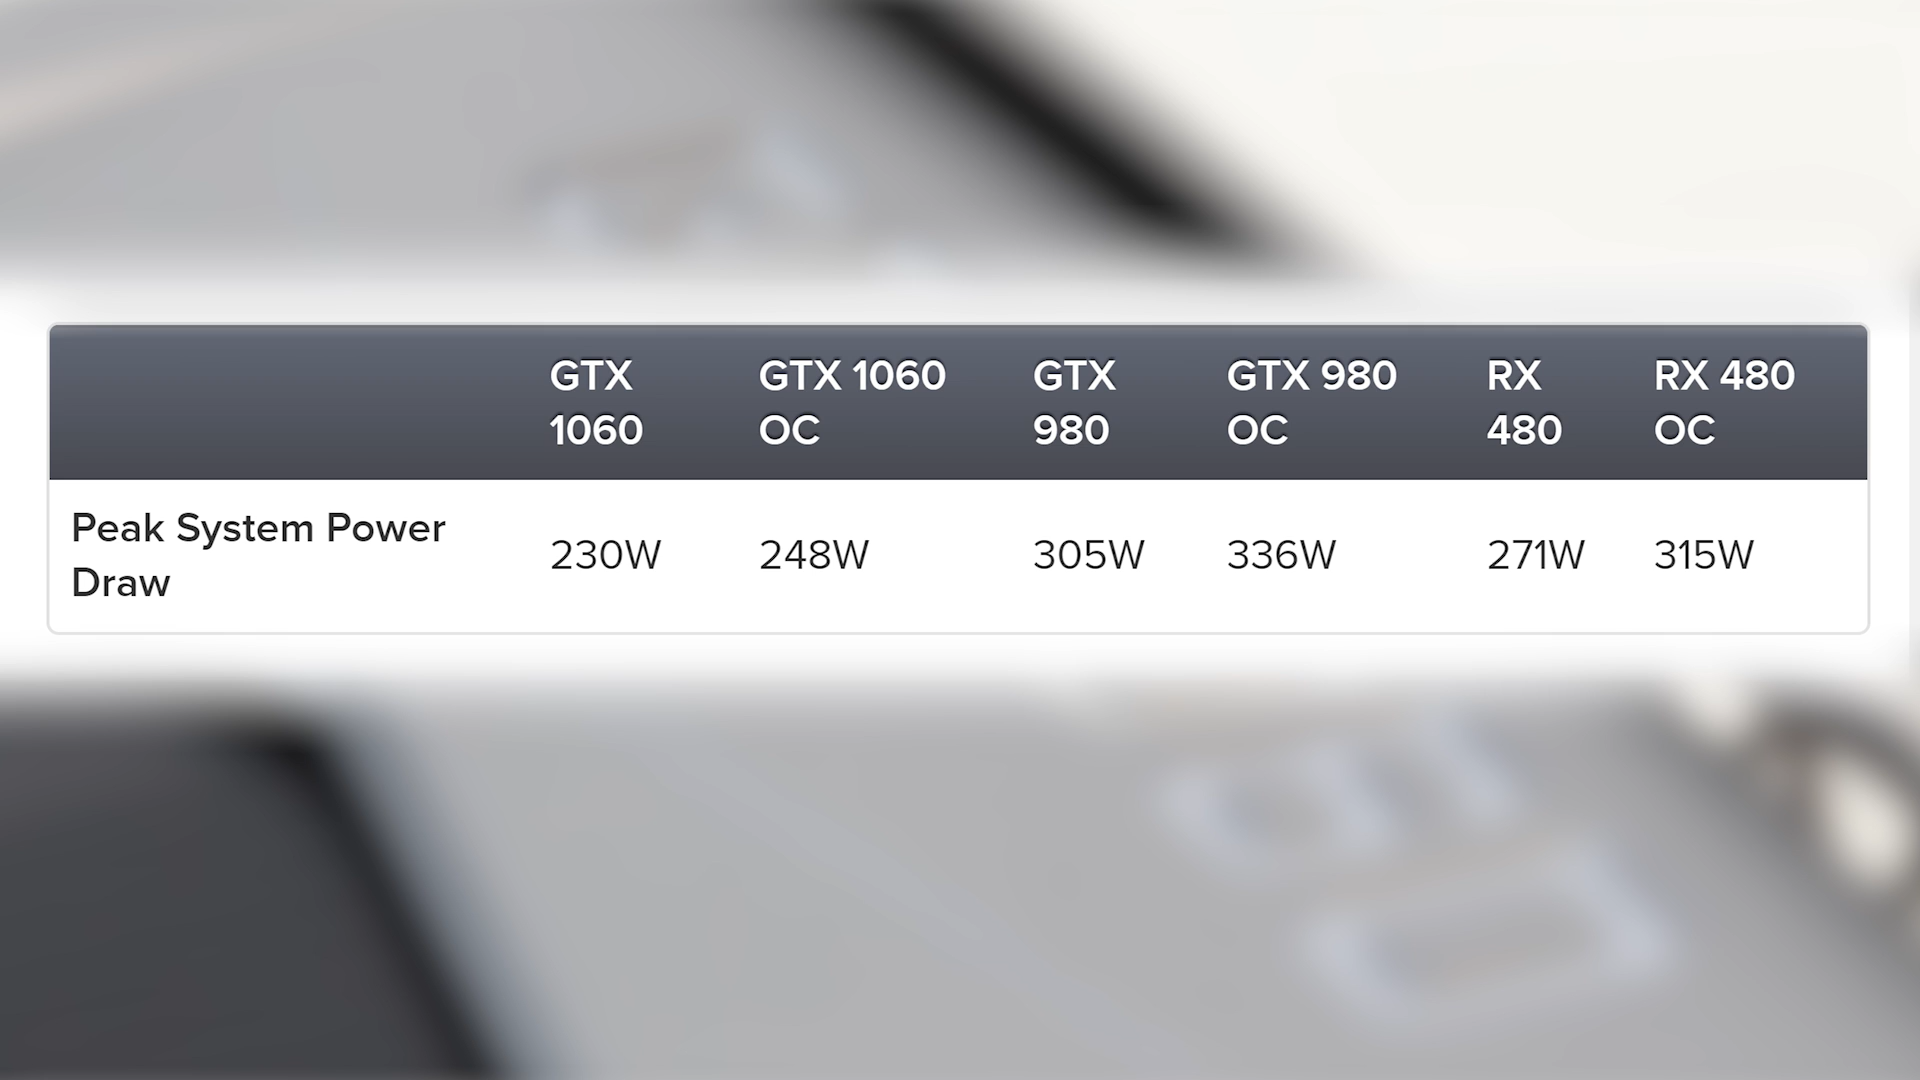 GTX 1060
GTX 1060 OC
GTX 980
GTX 980 OC
RX 480
RX 480 OC
Peak System Power Draw
230W
248W
305W
336W
271W
315W